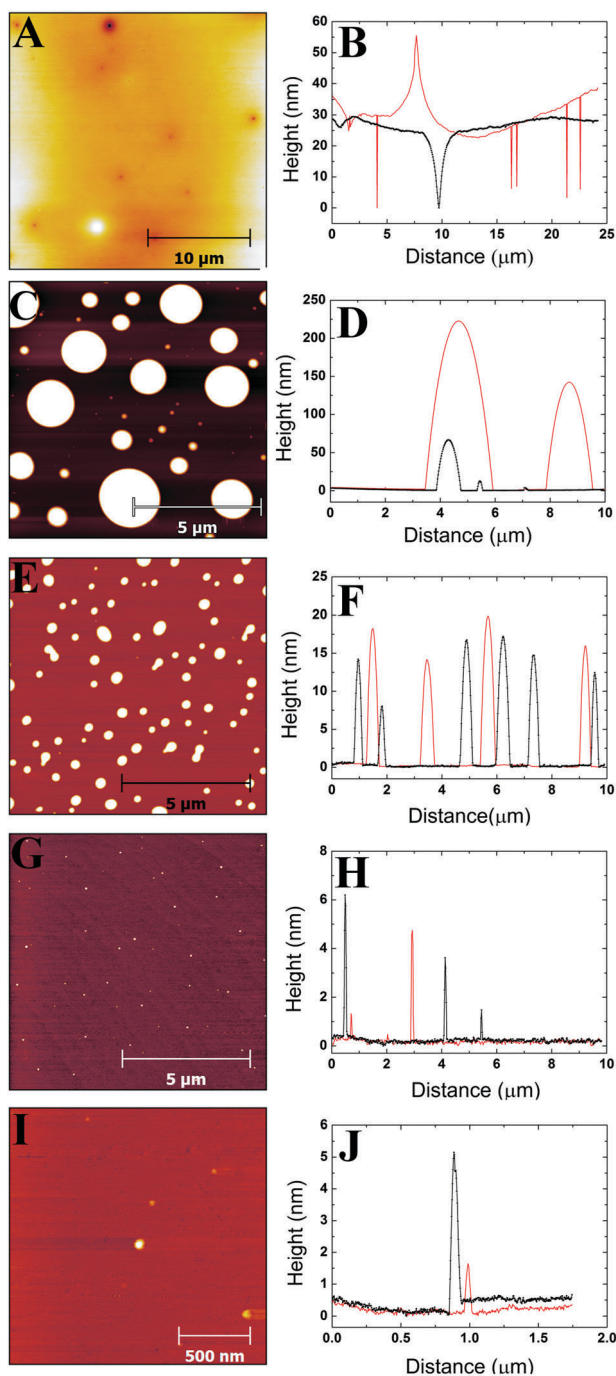 A
10 μm
B
Height (nm)
60
50
40
30
20
10
0
0 5 10 15 20 25
Distance (μm)
C
5 μm
D
Height (nm)
250
200
150
100
50
0
0 2 4 6 8 10
Distance (μm)
E
5 μm
F
Height (nm)
25
20
15
10
5
0
0 2 4 6 8 10
Distance(μm)
G
5 μm
H
Height (nm)
8
6
4
2
0
0 2 4 6 8 10
Distance (μm)
I
500 nm
J
Height (nm)
6
5
4
3
2
1
0
0.0 0.5 1.0 1.5 2.0
Distance (μm)